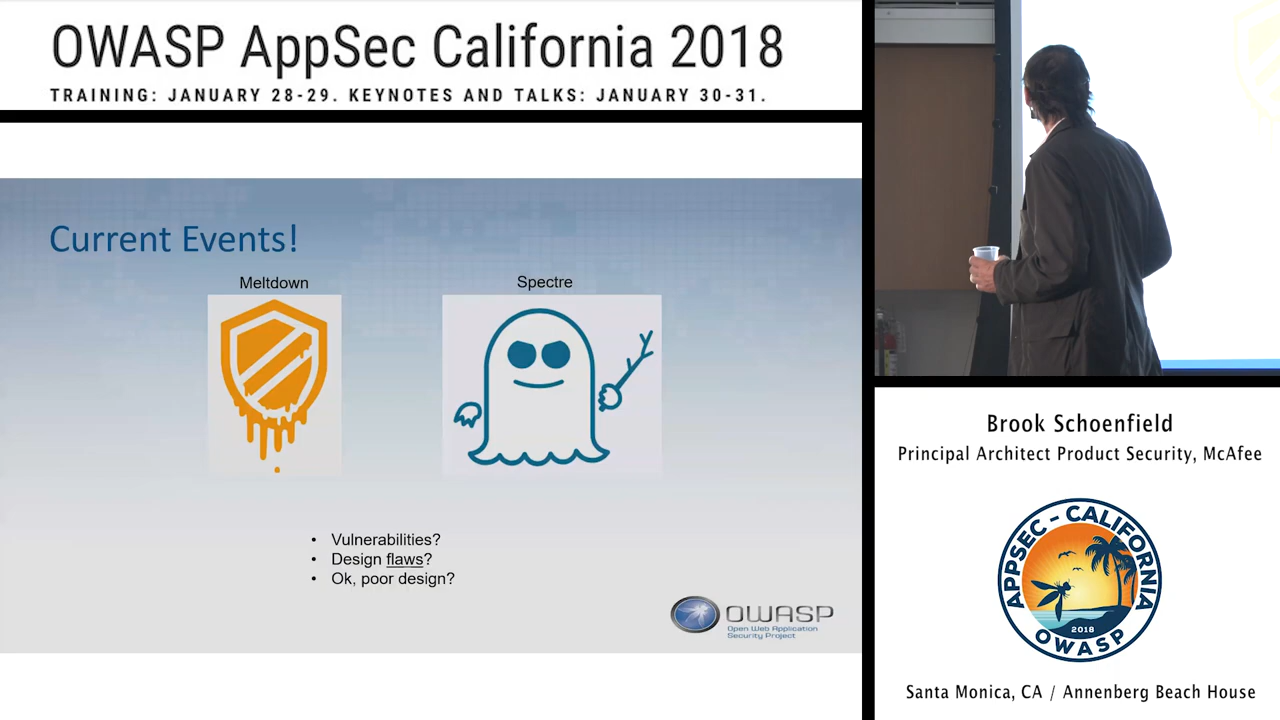 OWASP AppSec California 2018
TRAINING: JANUARY 28-29. KEYNOTES AND TALKS: JANUARY 30-31.
Current Events!
Meltdown
Spectre
• Vulnerabilities?
• Design flaws?
• Ok, poor design?
OWASP
Open Web Application
Security Project
Brook Schoenfield
Principal Architect Product Security, McAfee
APPSEC - CALIFORNIA
2018
OWASP
Santa Monica, CA / Annenberg Beach House